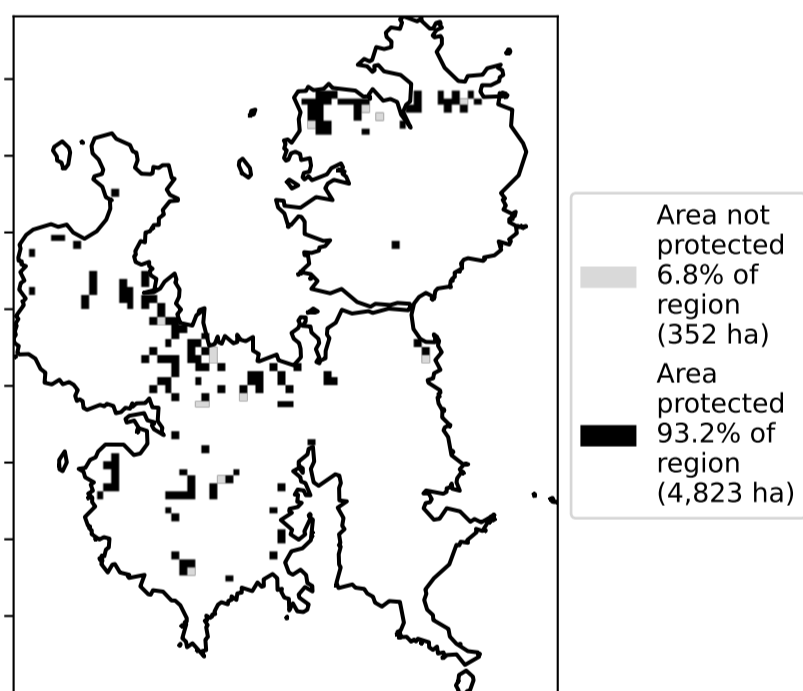 Area not
protected
6.8% of
region
(352 ha)
Area
protected
93.2% of
region
(4,823 ha)